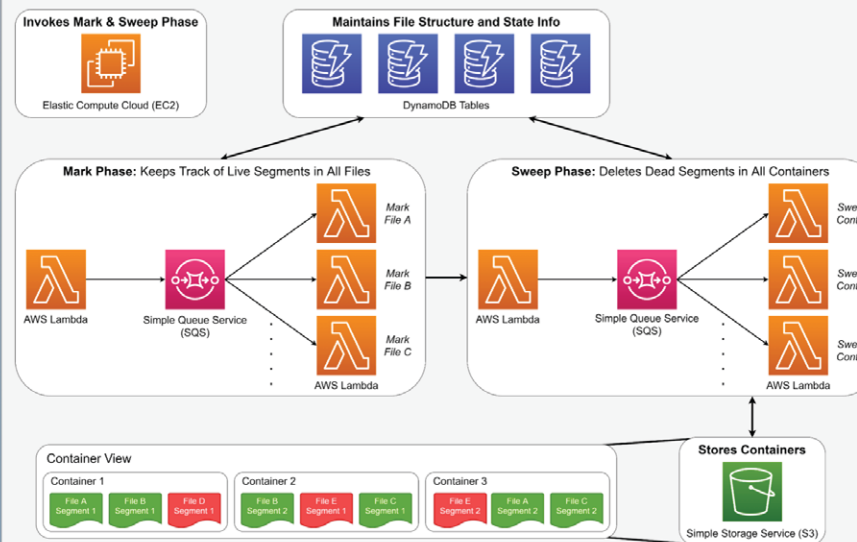 Invokes Mark & Sweep Phase
Elastic Compute Cloud (EC2)
Maintains File Structure and State Info
DynamoDB Tables
Mark Phase: Keeps Track of Live Segments in All Files
AWS Lambda
Simple Queue Service
(SQS)
Mark
File A
Mark
File B
Mark
File C
AWS Lambda
Sweep Phase: Deletes Dead Segments in All Containers
AWS Lambda
Simple Queue Service
(SQS)
AWS Lambda
Container View
Container 1
File A
Segment 1
File B
Segment 1
File D
Segment 1
Container 2
File B
Segment 2
File E
Segment 1
File C
Segment 1
Container 3
File E
Segment 2
File A
Segment 2
File C
Segment 2
Stores Containers
Simple Storage Service (S3)